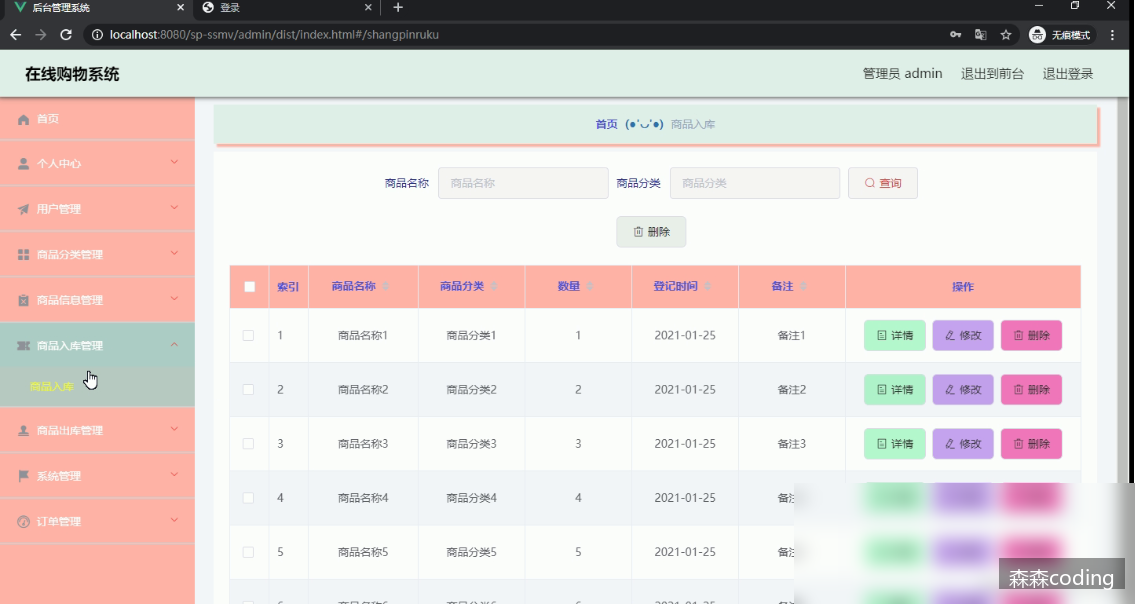 后台管理系统
登录
localhost:8080/sp-ssmv/admin/dist/index.html#/shangpinruku
无痕模式
在线购物系统
管理员 admin 退出到前台 退出登录
首页
个人中心
用户管理
商品分类管理
商品信息管理
商品入库管理
商品入库
商品出库管理
系统管理
订单管理
首页 (●'◡'●) 商品入库
商品名称 商品名称 商品分类 商品分类 查询
删除
索引 商品名称 商品分类 数量 登记时间 备注 操作
1 商品名称1 商品分类1 1 2021-01-25 备注1 详情 修改 删除
2 商品名称2 商品分类2 2 2021-01-25 备注2 详情 修改 删除
3 商品名称3 商品分类3 3 2021-01-25 备注3 详情 修改 删除
4 商品名称4 商品分类4 4 2021-01-25 备
5 商品名称5 商品分类5 5 2021-01-25 备
森森coding